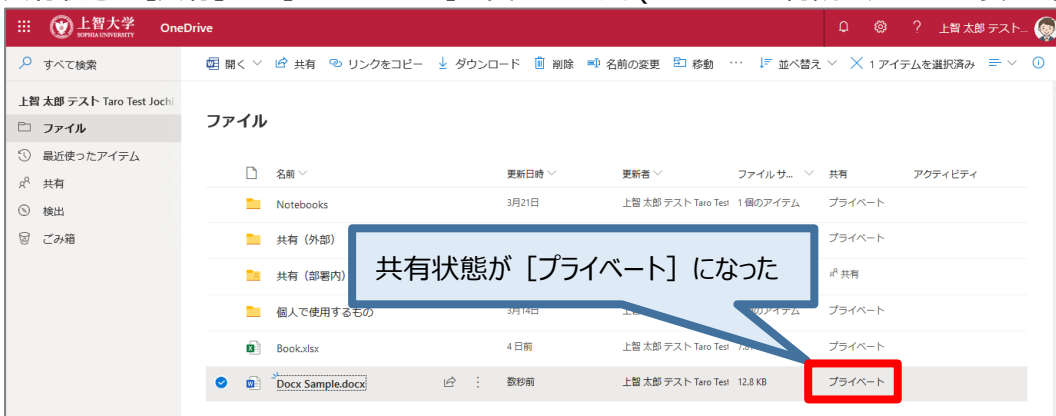 上智大学
SOPHIA UNIVERSITY
OneDrive
? 上智 太郎 テスト...
すべて検索
開く 共有 リンクをコピー ダウンロード 削除 名前の変更 移動 … 並べ替え 1 アイテムを選択済み
上智 太郎 テスト Taro Test Jochi
ファイル
最近使ったアイテム
共有
検出
ごみ箱
ファイル
名前 更新日時 更新者 ファイル サ... 共有 アクティビティ
Notebooks 3月21日 上智 太郎 テスト Taro Test 1 個のアイテム プライベート
共有（外部） プライベート
共有（部署内） 共有
個人で使用するもの 3月14日 プライベート
Book.xlsx 4 日前 上智 太郎 テスト Taro Test プライベート
Docx Sample.docx 数秒前 上智 太郎 テスト Taro Test 12.8 KB プライベート
共有状態が［プライベート］になった